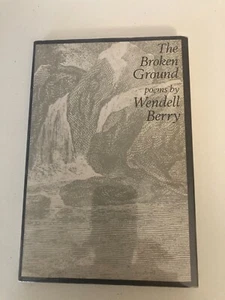 The
Broken
Ground
poems by
Wendell
Berry